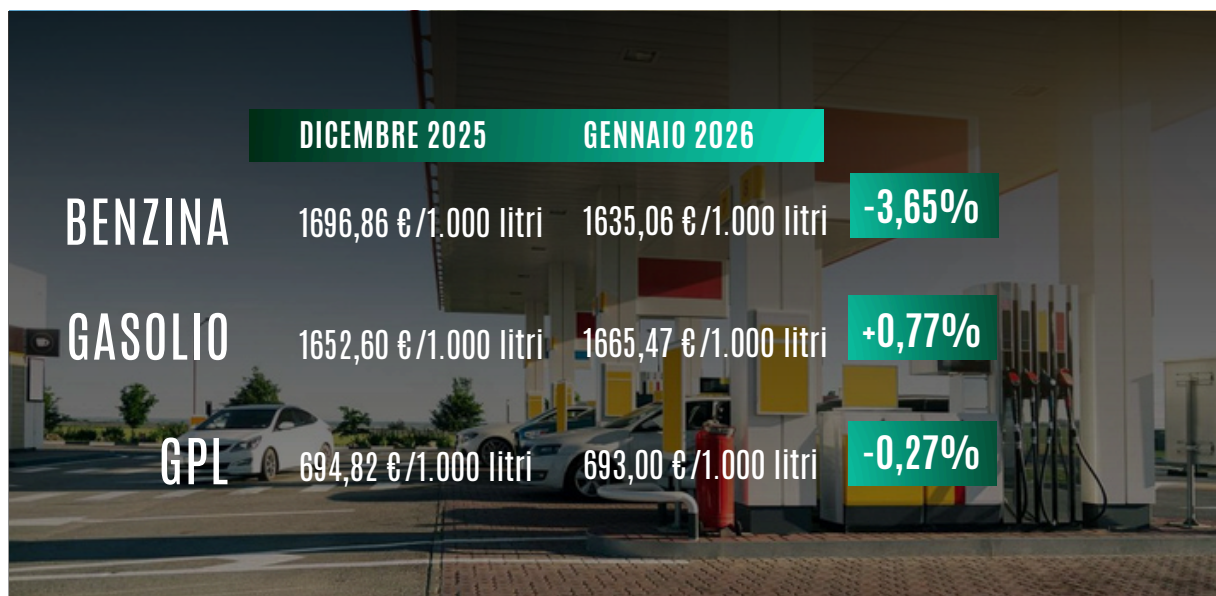 DICEMBRE 2025 GENNAIO 2026
BENZINA 1696,86 €/1.000 litri 1635,06 €/1.000 litri -3,65%
GASOLIO 1652,60 €/1.000 litri 1665,47 €/1.000 litri +0,77%
GPL 694,82 €/1.000 litri 693,00 €/1.000 litri -0,27%